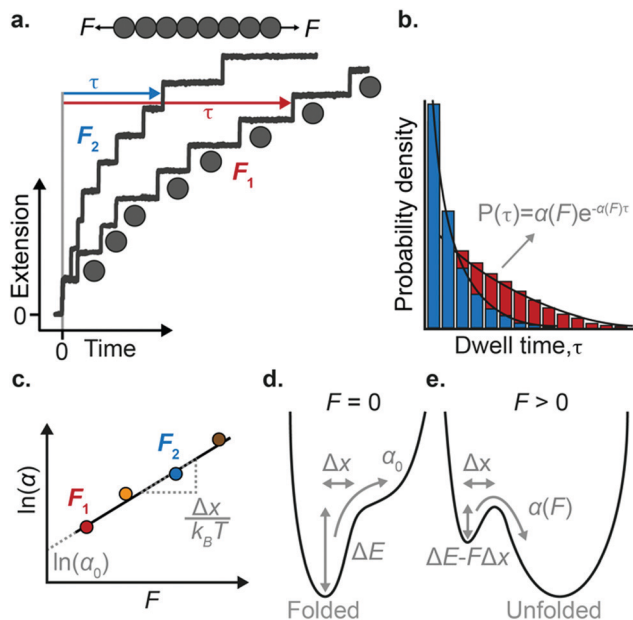 a.
F
F
τ
τ
F₂
F₁
Extension
0
0
Time
b.
Probability density
P(τ)=α(F)e^-α(F)τ
Dwell time,τ
c.
ln(α)
F₂
F₁
Δx
k_BT
ln(α₀)
F
d.
F = 0
Δx
α₀
ΔE
Folded
e.
F > 0
Δx
α(F)
ΔE-FΔx
Unfolded